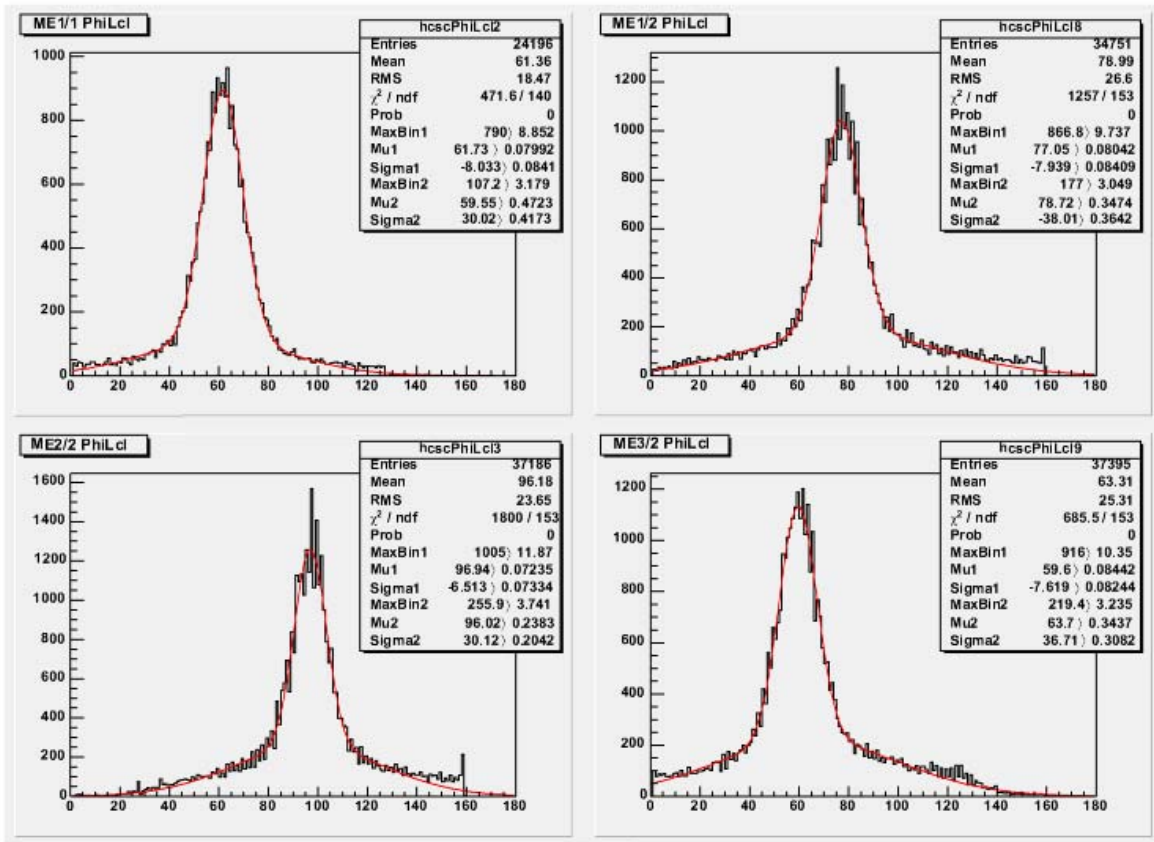 ME1/1 PhiLcl
hcscPhiLcl2
Entries 24196
Mean 61.36
RMS 18.47
χ² / ndf 471.6 / 140
Prob 0
MaxBin1 790 〉 8.852
Mu1 61.73 〉 0.07992
Sigma1 -8.033 〉 0.0841
MaxBin2 107.2 〉 3.179
Mu2 59.55 〉 0.4723
Sigma2 30.02 〉 0.4173
1000
800
600
400
200
0
0 20 40 60 80 100 120 140 160 180
ME1/2 PhiLcl
hcscPhiLcl8
Entries 34751
Mean 78.99
RMS 26.6
χ² / ndf 1257 / 153
Prob 0
MaxBin1 866.8 〉 9.737
Mu1 77.05 〉 0.08042
Sigma1 -7.939 〉 0.08409
MaxBin2 177 〉 3.049
Mu2 78.72 〉 0.3474
Sigma2 -38.01 〉 0.3642
1200
1000
800
600
400
200
0
0 20 40 60 80 100 120 140 160 180
ME2/2 PhiLcl
hcscPhiLcl3
Entries 37186
Mean 96.18
RMS 23.65
χ² / ndf 1800 / 153
Prob 0
MaxBin1 1005 〉 11.87
Mu1 96.94 〉 0.07235
Sigma1 -6.513 〉 0.07334
MaxBin2 255.9 〉 3.741
Mu2 96.02 〉 0.2383
Sigma2 30.12 〉 0.2042
1600
1400
1200
1000
800
600
400
200
0
0 20 40 60 80 100 120 140 160 180
ME3/2 PhiLcl
hcscPhiLcl9
Entries 37395
Mean 63.31
RMS 25.31
χ² / ndf 685.5 / 153
Prob 0
MaxBin1 916 〉 10.35
Mu1 59.6 〉 0.08442
Sigma1 -7.619 〉 0.08244
MaxBin2 219.4 〉 3.235
Mu2 63.7 〉 0.3437
Sigma2 36.71 〉 0.3082
1200
1000
800
600
400
200
0
0 20 40 60 80 100 120 140 160 180